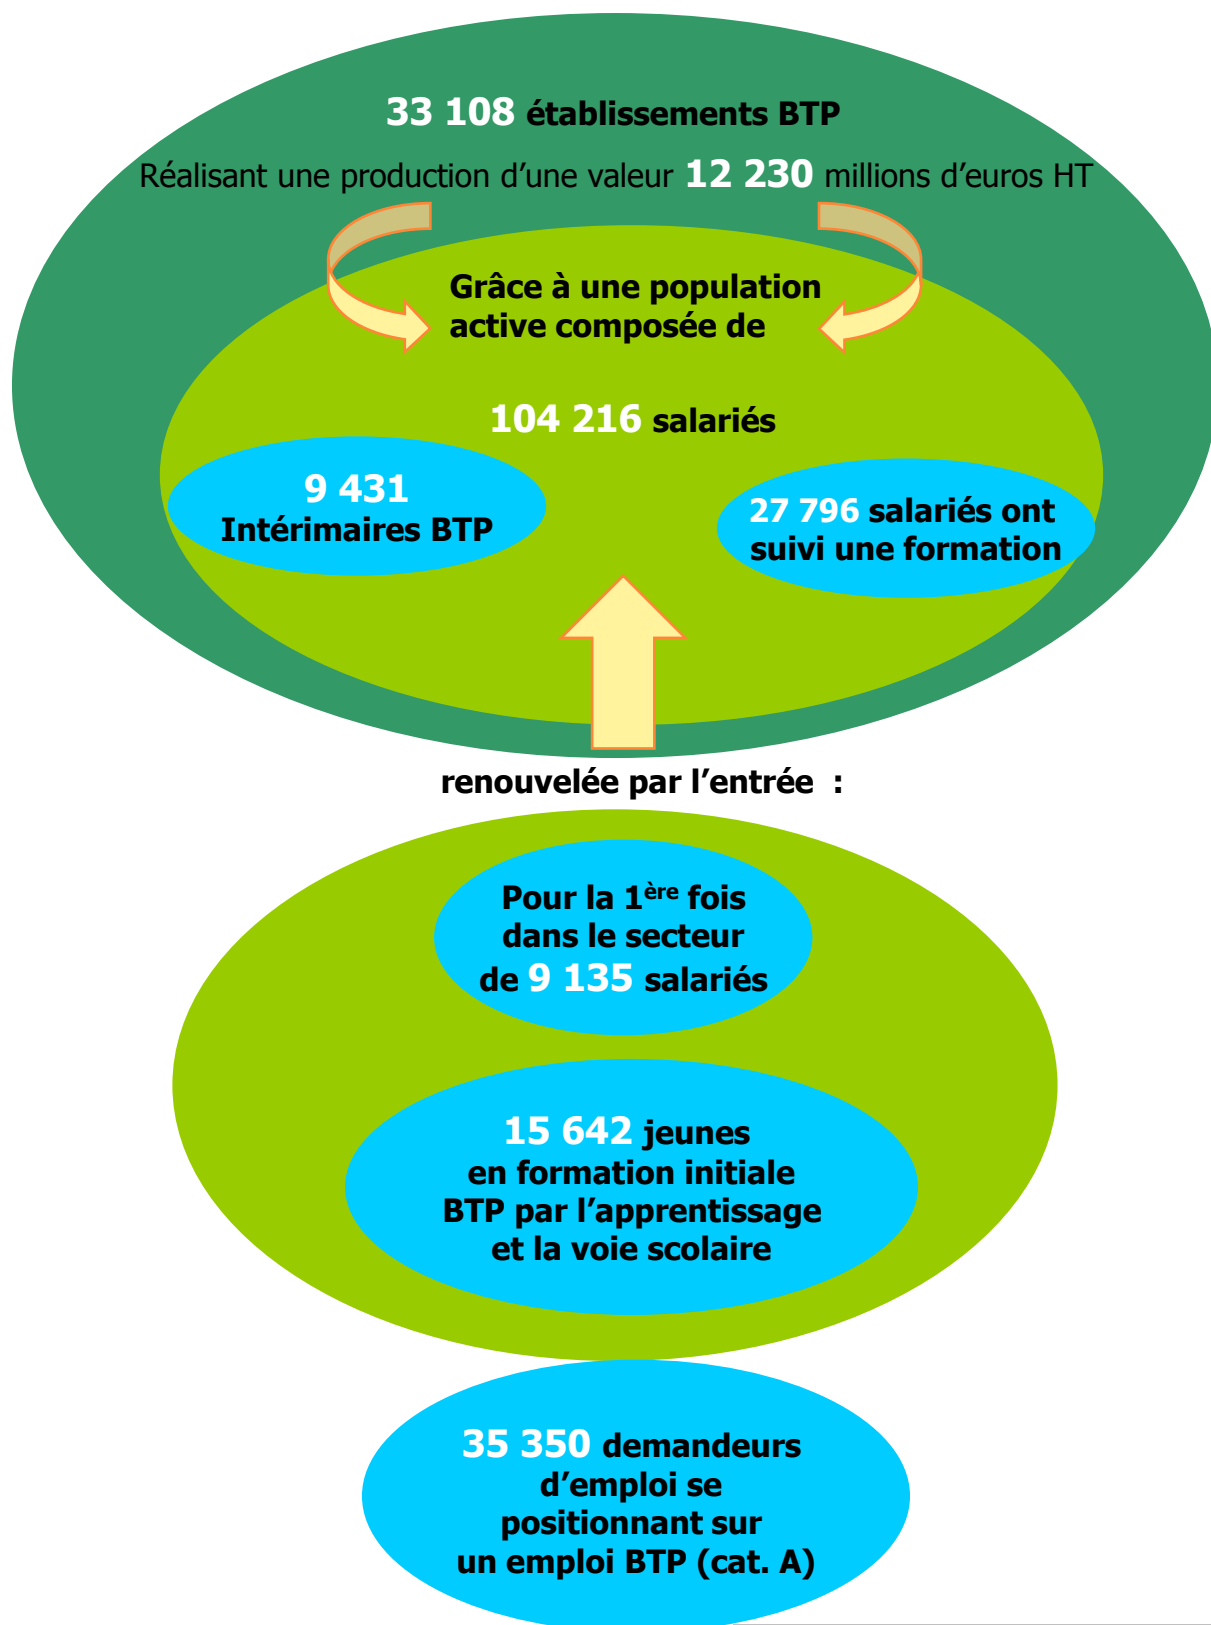 33 108 établissements BTP
Réalisant une production d’une valeur 12 230 millions d’euros HT
Grâce à une population
active composée de
104 216 salariés
9 431
Intérimaires BTP
27 796 salariés ont
suivi une formation
renouvelée par l’entrée :
Pour la 1ère fois
dans le secteur
de 9 135 salariés
15 642 jeunes
en formation initiale
BTP par l’apprentissage
et la voie scolaire
35 350 demandeurs
d’emploi se
positionnant sur
un emploi BTP (cat. A)